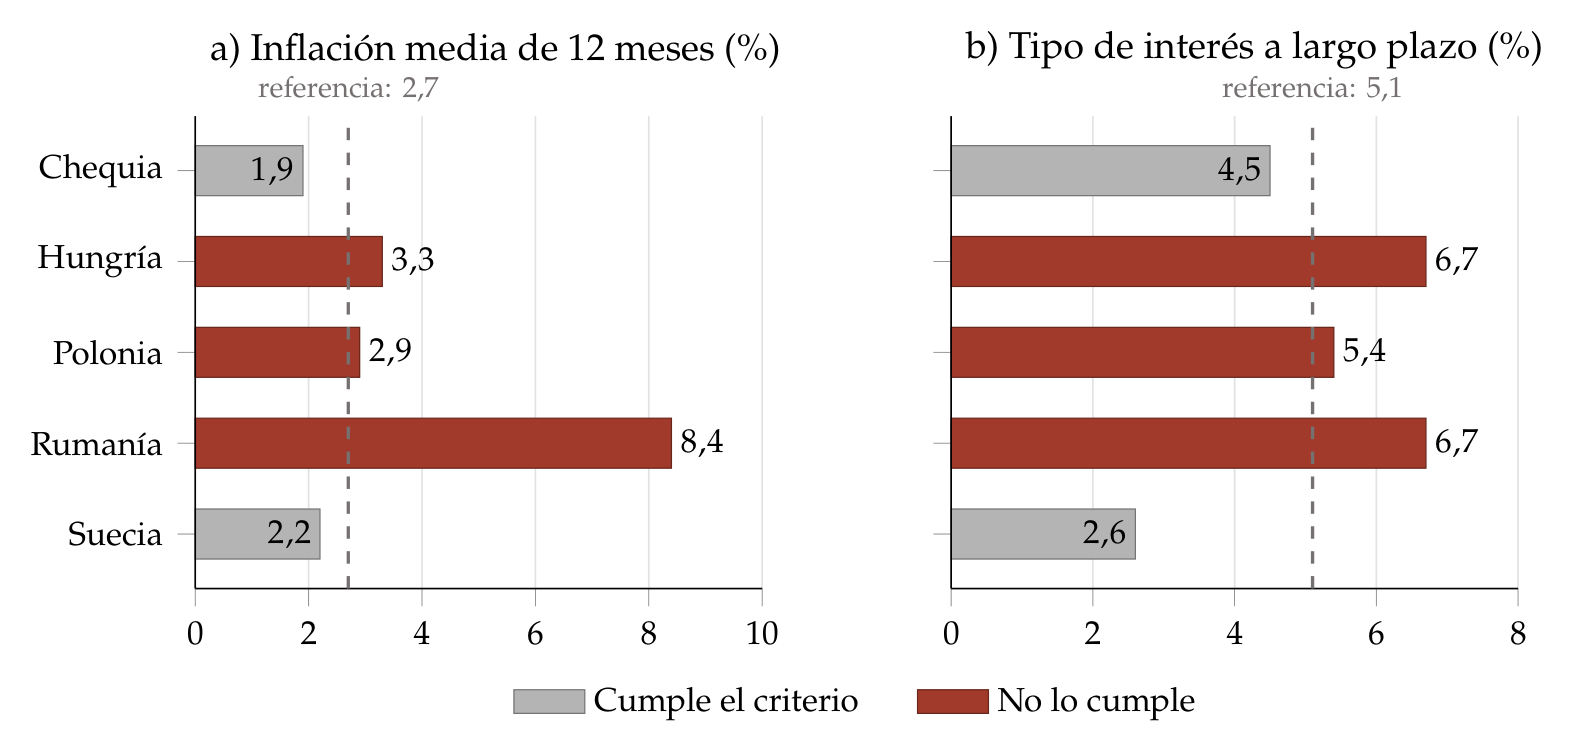 a) Inflación media de 12 meses (%)
referencia: 2,7
Chequia
1,9
Hungría
3,3
Polonia
2,9
Rumanía
8,4
Suecia
2,2
0 2 4 6 8 10
b) Tipo de interés a largo plazo (%)
referencia: 5,1
4,5
6,7
5,4
6,7
2,6
0 2 4 6 8
Cumple el criterio
No lo cumple